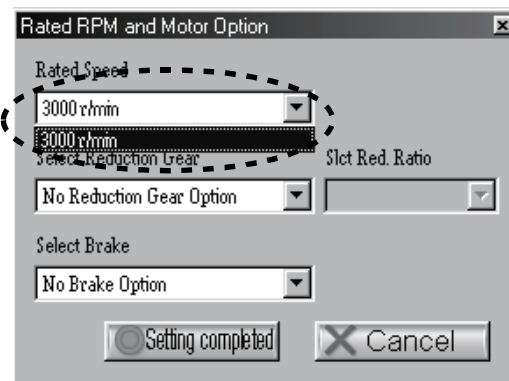 Rated RPM and Motor Option
Rated Speed
3000 r/min
3000 r/min
Select Reduction Gear Slct Red. Ratio
No Reduction Gear Option
Select Brake
No Brake Option
Setting completed Cancel